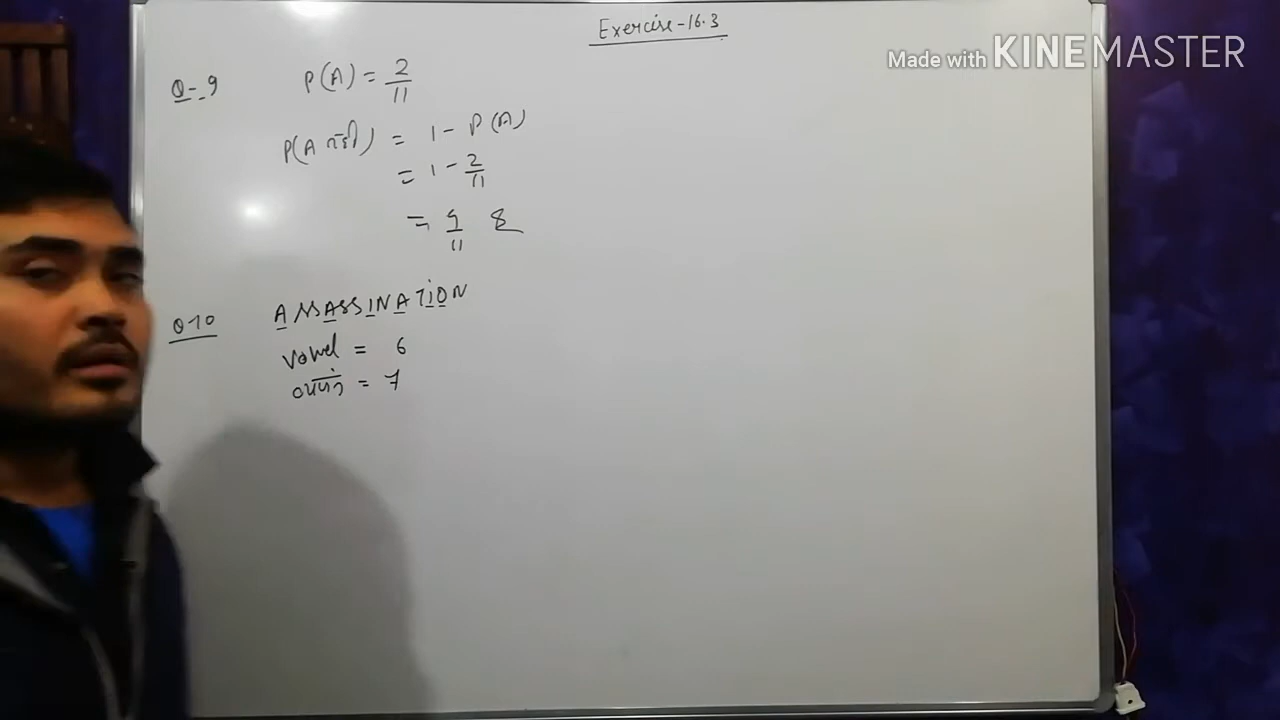 Exercise-16.3
Made with KINEMASTER
Q-9 P(A) = 2/11
P(A नहीं) = 1 - P(A)
= 1 - 2/11
= 9/11
Q10 ASSASSINATION
Vowel = 6
व्यंजन = 7